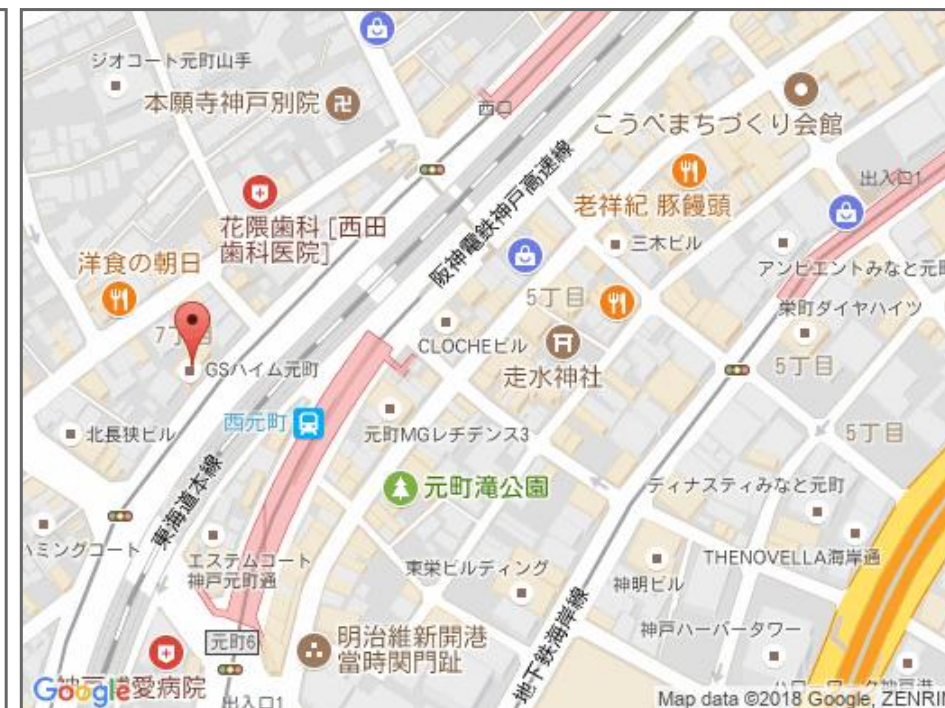 ジオコート元町山手
本願寺神戸別院
西口
こうべまちづくり会館
出入口1
老祥紀 豚饅頭
三木ビル
花隈歯科 [西田
歯科医院]
阪神電鉄神戸高速線
洋食の朝日
アンビエントみなと元町
5丁目
栄町ダイヤハイツ
7丁目
CLOCHEビル
走水神社
5丁目
GSハイム元町
西元町
元町MGレヂデンス3
北長狭ビル
5丁目
東海道本線
元町滝公園
ディナスティみなと元町
ハミングコート
エステムコート
神戸元町通
東栄ビルディング
神明ビル
THENOVELLA海岸通
地下鉄海岸線
元町6
明治維新開港
當時関門趾
神戸ハーバータワー
愛病院
出入口1
Google
Map data ©2018 Google, ZENRIN